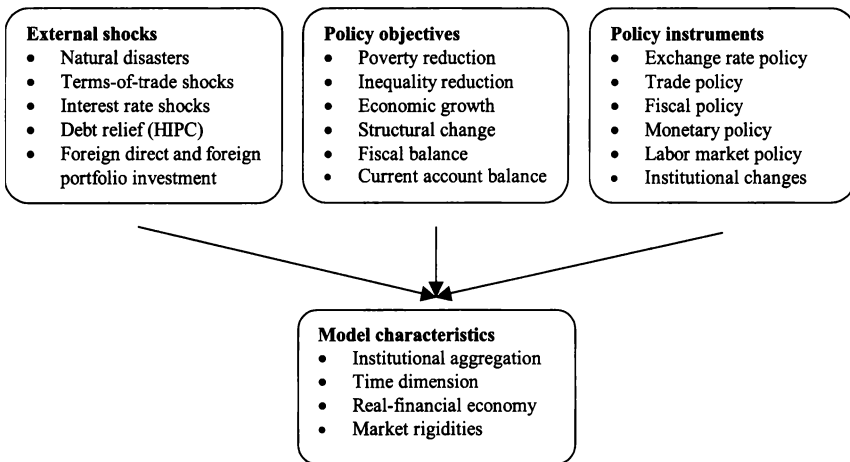 External shocks
• Natural disasters
• Terms-of-trade shocks
• Interest rate shocks
• Debt relief (HIPC)
• Foreign direct and foreign
portfolio investment
Policy objectives
• Poverty reduction
• Inequality reduction
• Economic growth
• Structural change
• Fiscal balance
• Current account balance
Policy instruments
• Exchange rate policy
• Trade policy
• Fiscal policy
• Monetary policy
• Labor market policy
• Institutional changes
Model characteristics
• Institutional aggregation
• Time dimension
• Real-financial economy
• Market rigidities